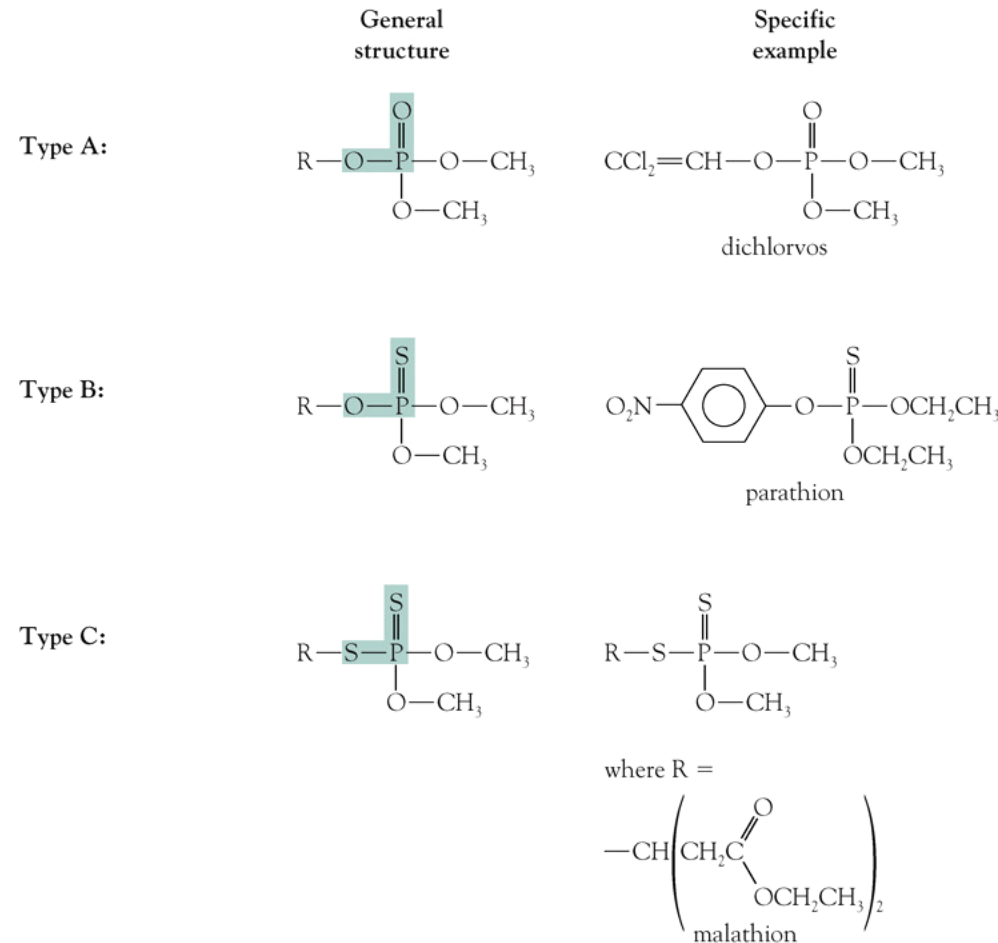 General structure
Specific example
Type A:
R—O—P—O—CH₃
O
O—CH₃
CCl₂=CH—O—P—O—CH₃
O
O—CH₃
dichlorvos
Type B:
R—O—P—O—CH₃
S
O—CH₃
O₂N
O—P—OCH₂CH₃
S
OCH₂CH₃
parathion
Type C:
R—S—P—O—CH₃
S
O—CH₃
R—S—P—O—CH₃
S
O—CH₃
where R =
—CH(CH₂C
O
OCH₂CH₃)₂
malathion